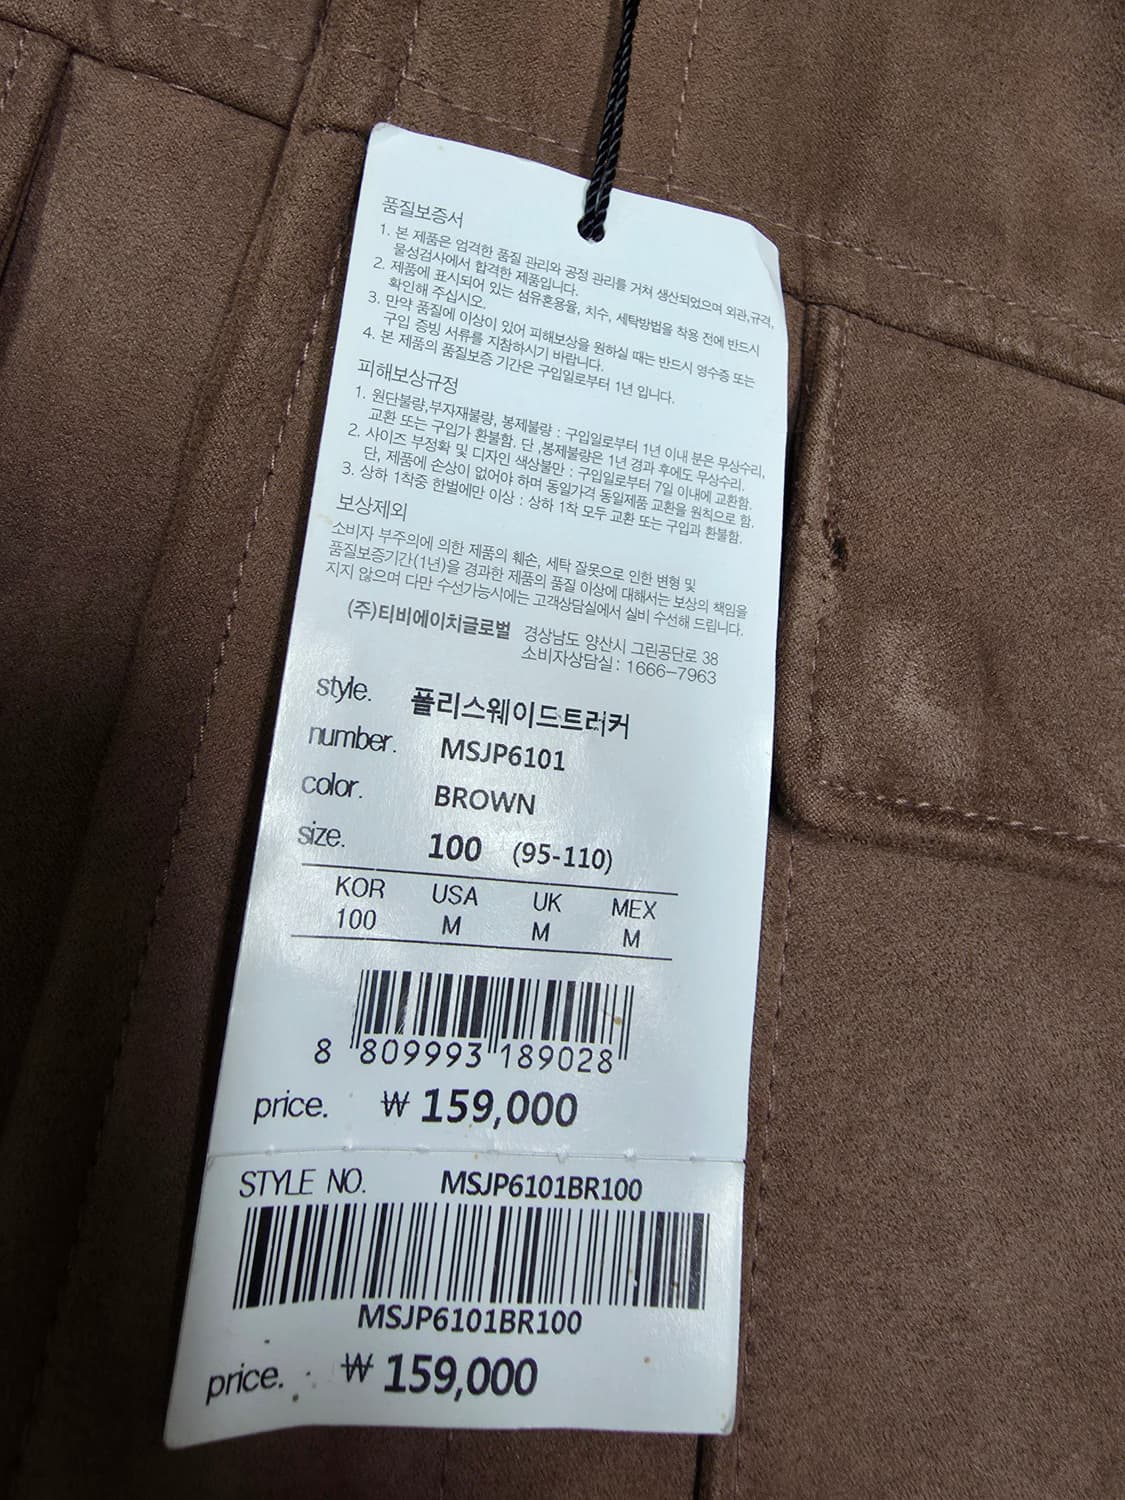 품질보증서
1. 본 제품은 엄격한 품질 관리와 공정 관리를 거쳐 생산되었으며 외관,규격,
물성검사에서 합격한 제품입니다.
2. 제품에 표시되어 있는 섬유혼용율, 치수, 세탁방법을 착용 전에 반드시
확인해 주십시오.
3. 만약 품질에 이상이 있어 피해보상을 원하실 때는 반드시 영수증 또는
구입 증빙 서류를 지참하시기 바랍니다.
4. 본 제품의 품질보증 기간은 구입일로부터 1년 입니다.
피해보상규정
1. 원단불량,부자재불량, 봉제불량 : 구입일로부터 1년 이내 분은 무상수리,
교환 또는 구입가 환불함. 단 ,봉제불량은 1년 경과 후에도 무상수리,
2. 사이즈 부정확 및 디자인 색상불만 : 구입일로부터 7일 이내에 교환함.
단, 제품에 손상이 없어야 하며 동일가격 동일제품 교환을 원칙으로 함.
3. 상하 1착중 한벌에만 이상 : 상하 1착 모두 교환 또는 구입과 환불함.
보상제외
소비자 부주의에 의한 제품의 훼손, 세탁 잘못으로 인한 변형 및
품질보증기간(1년)을 경과한 제품의 품질 이상에 대해서는 보상의 책임을
지지 않으며 다만 수선가능시에는 고객상담실에서 실비 수선해 드립니다.
(주)티비에이치글로벌 경상남도 양산시 그린공단로 38
소비자상담실 : 1666-7963
style. 플리스웨이드트러커
number. MSJP6101
color. BROWN
size. 100 (95-110)
KOR USA UK MEX
100 M M M
8 809993 189028
price. ₩ 159,000
STYLE NO. MSJP6101BR100
MSJP6101BR100
price. ₩ 159,000